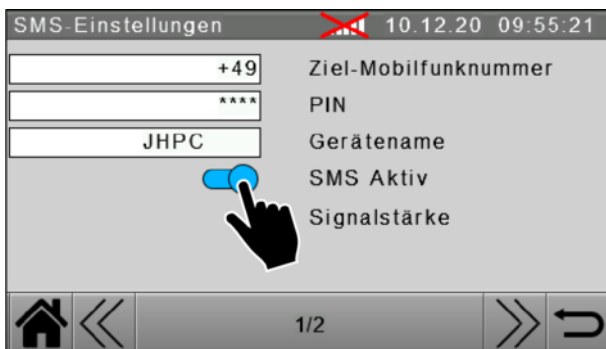 SMS-Einstellungen 10.12.20 09:55:21
+49 Ziel-Mobilfunknummer
**** PIN
JHPC Gerätename
SMS Aktiv
Signalstärke
1/2